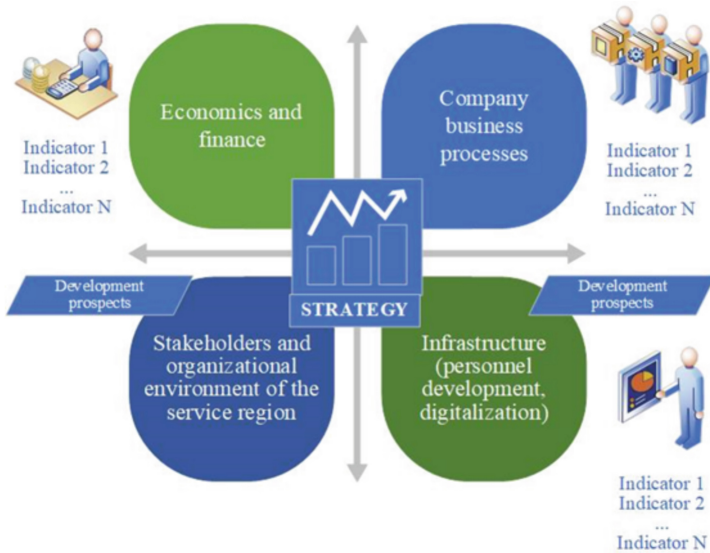 Economics and
finance
Company
business
processes
Indicator 1
Indicator 2
...
Indicator N
Indicator 1
Indicator 2
...
Indicator N
Development
prospects
STRATEGY
Development
prospects
Stakeholders and
organizational
environment of the
service region
Infrastructure
(personnel
development,
digitalization)
Indicator 1
Indicator 2
...
Indicator N